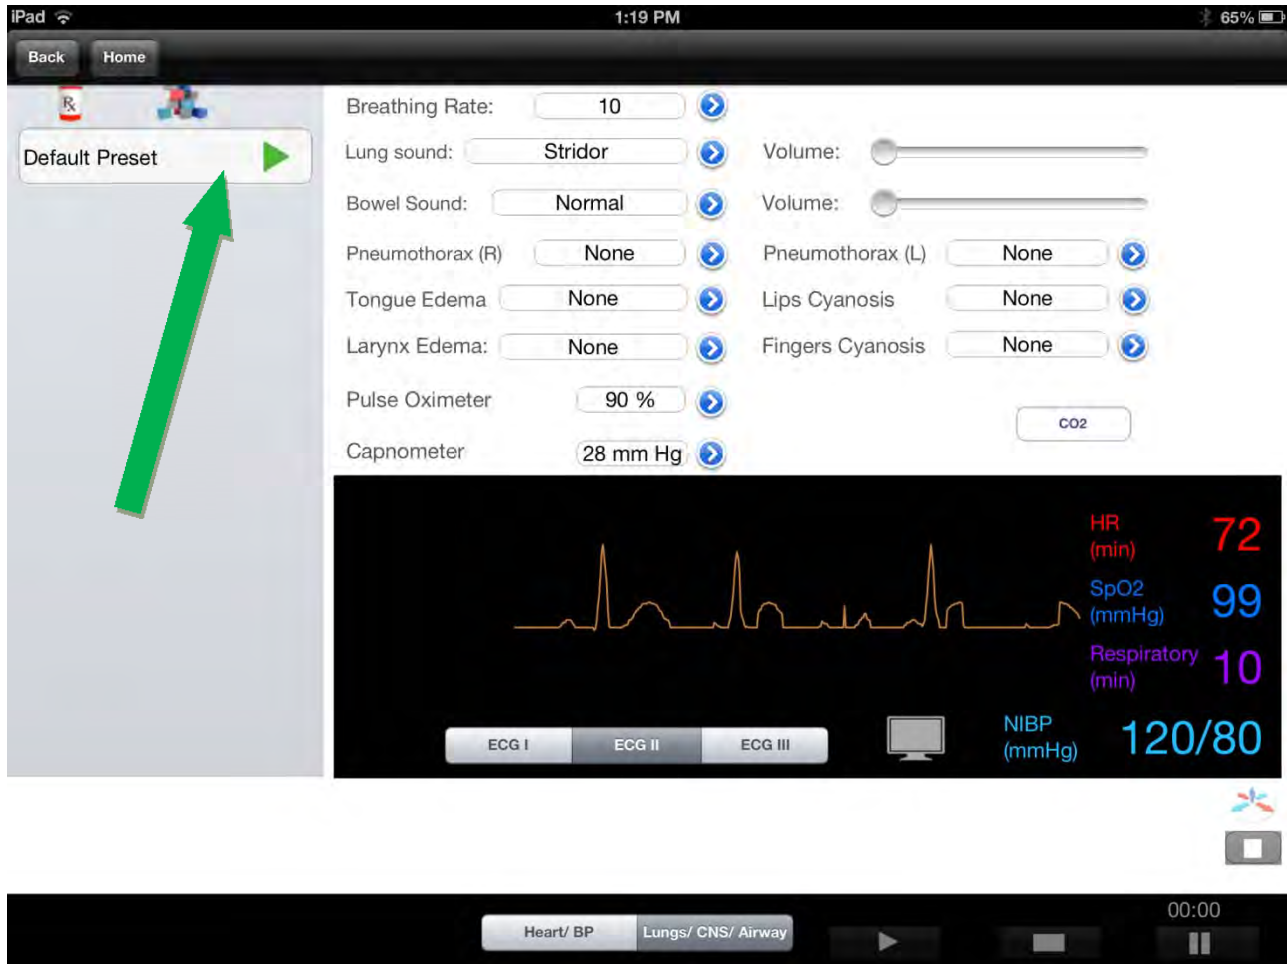 iPad 1:19 PM 65%
Back Home
Rx
Default Preset
Breathing Rate: 10
Lung sound: Stridor Volume:
Bowel Sound: Normal Volume:
Pneumothorax (R) None Pneumothorax (L) None
Tongue Edema None Lips Cyanosis None
Larynx Edema: None Fingers Cyanosis None
Pulse Oximeter 90 %
CO2
Capnometer 28 mm Hg
HR
(min) 72
SpO2
(mmHg) 99
Respiratory
(min) 10
NIBP
(mmHg) 120/80
ECG I ECG II ECG III
00:00
Heart/ BP Lungs/ CNS/ Airway